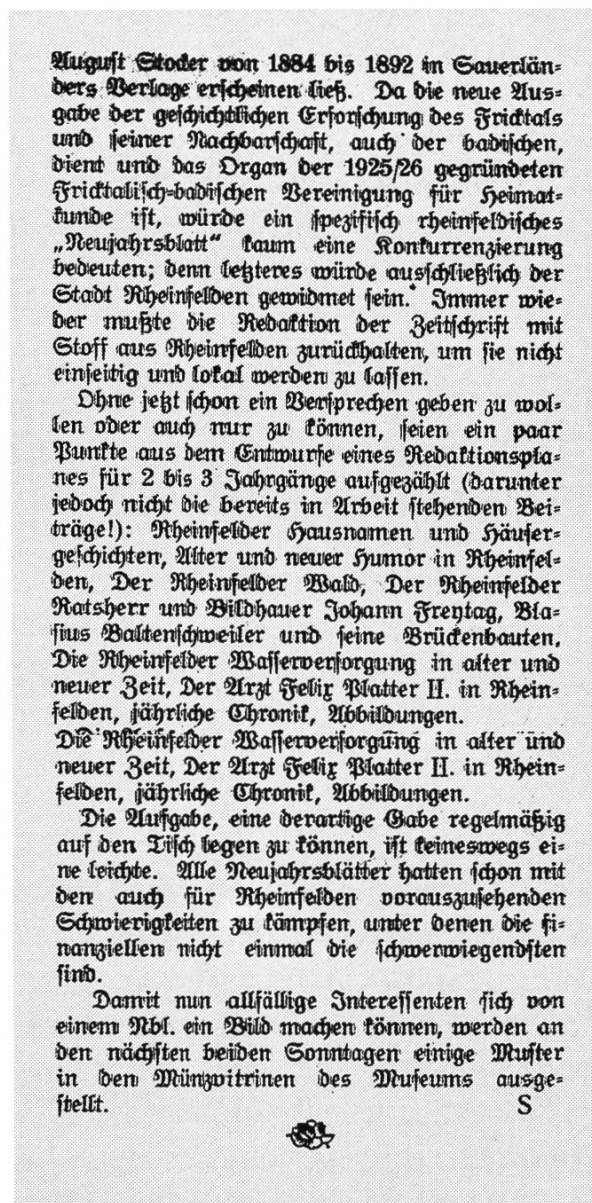 August Stocker von 1884 bis 1892 in Sauerlän-
ders Verlage erscheinen ließ. Da die neue Aus-
gabe der geschichtlichen Erforschung des Fricktals
und seiner Nachbarschaft, auch der badischen,
dient und das Organ der 1925/26 gegründeten
Fricktalisch-badischen Vereinigung für Heimat-
kunde ist, würde ein spezifisch rheinfeldisches
„Neujahrsblatt“ kaum eine Konkurrenzierung
bedeuten; denn letzteres würde ausschließlich der
Stadt Rheinfelden gewidmet sein. Immer wie-
der mußte die Redaktion der Zeitschrift mit
Stoff aus Rheinfelden zurückhalten, um sie nicht
einseitig und lokal werden zu lassen.
Ohne jetzt schon ein Versprechen geben zu wol-
len oder auch nur zu können, seien ein paar
Punkte aus dem Entwurfe eines Redaktionspla-
nes für 2 bis 3 Jahrgänge aufgezählt (darunter
jedoch nicht die bereits in Arbeit stehenden Bei-
träge!): Rheinfelder Hausnamen und Häuser-
geschichten, Alter und neuer Humor in Rheinfel-
den, Der Rheinfelder Wald, Der Rheinfelder
Ratsherr und Bildhauer Johann Freytag, Bla-
sius Baltenschweiler und seine Brückenbauten,
Die Rheinfelder Wasserversorgung in alter und
neuer Zeit, Der Arzt Felix Platter II. in Rhein-
felden, jährliche Chronik, Abbildungen.
Die Rheinfelder Wasserversorgung in alter und
neuer Zeit, Der Arzt Felix Platter II. in Rhein-
felden, jährliche Chronik, Abbildungen.
Die Aufgabe, eine derartige Gabe regelmäßig
auf den Tisch legen zu können, ist keineswegs ei-
ne leichte. Alle Neujahrsblätter hatten schon mit
den auch für Rheinfelden vorauszusehenden
Schwierigkeiten zu kämpfen, unter denen die fi-
nanziellen nicht einmal die schwerwiegendsten
sind.
Damit nun allfällige Interessenten sich von
einem Nbl. ein Bild machen können, werden an
den nächsten beiden Sonntagen einige Muster
in den Münzvitrinen des Museums ausge-
stellt. S